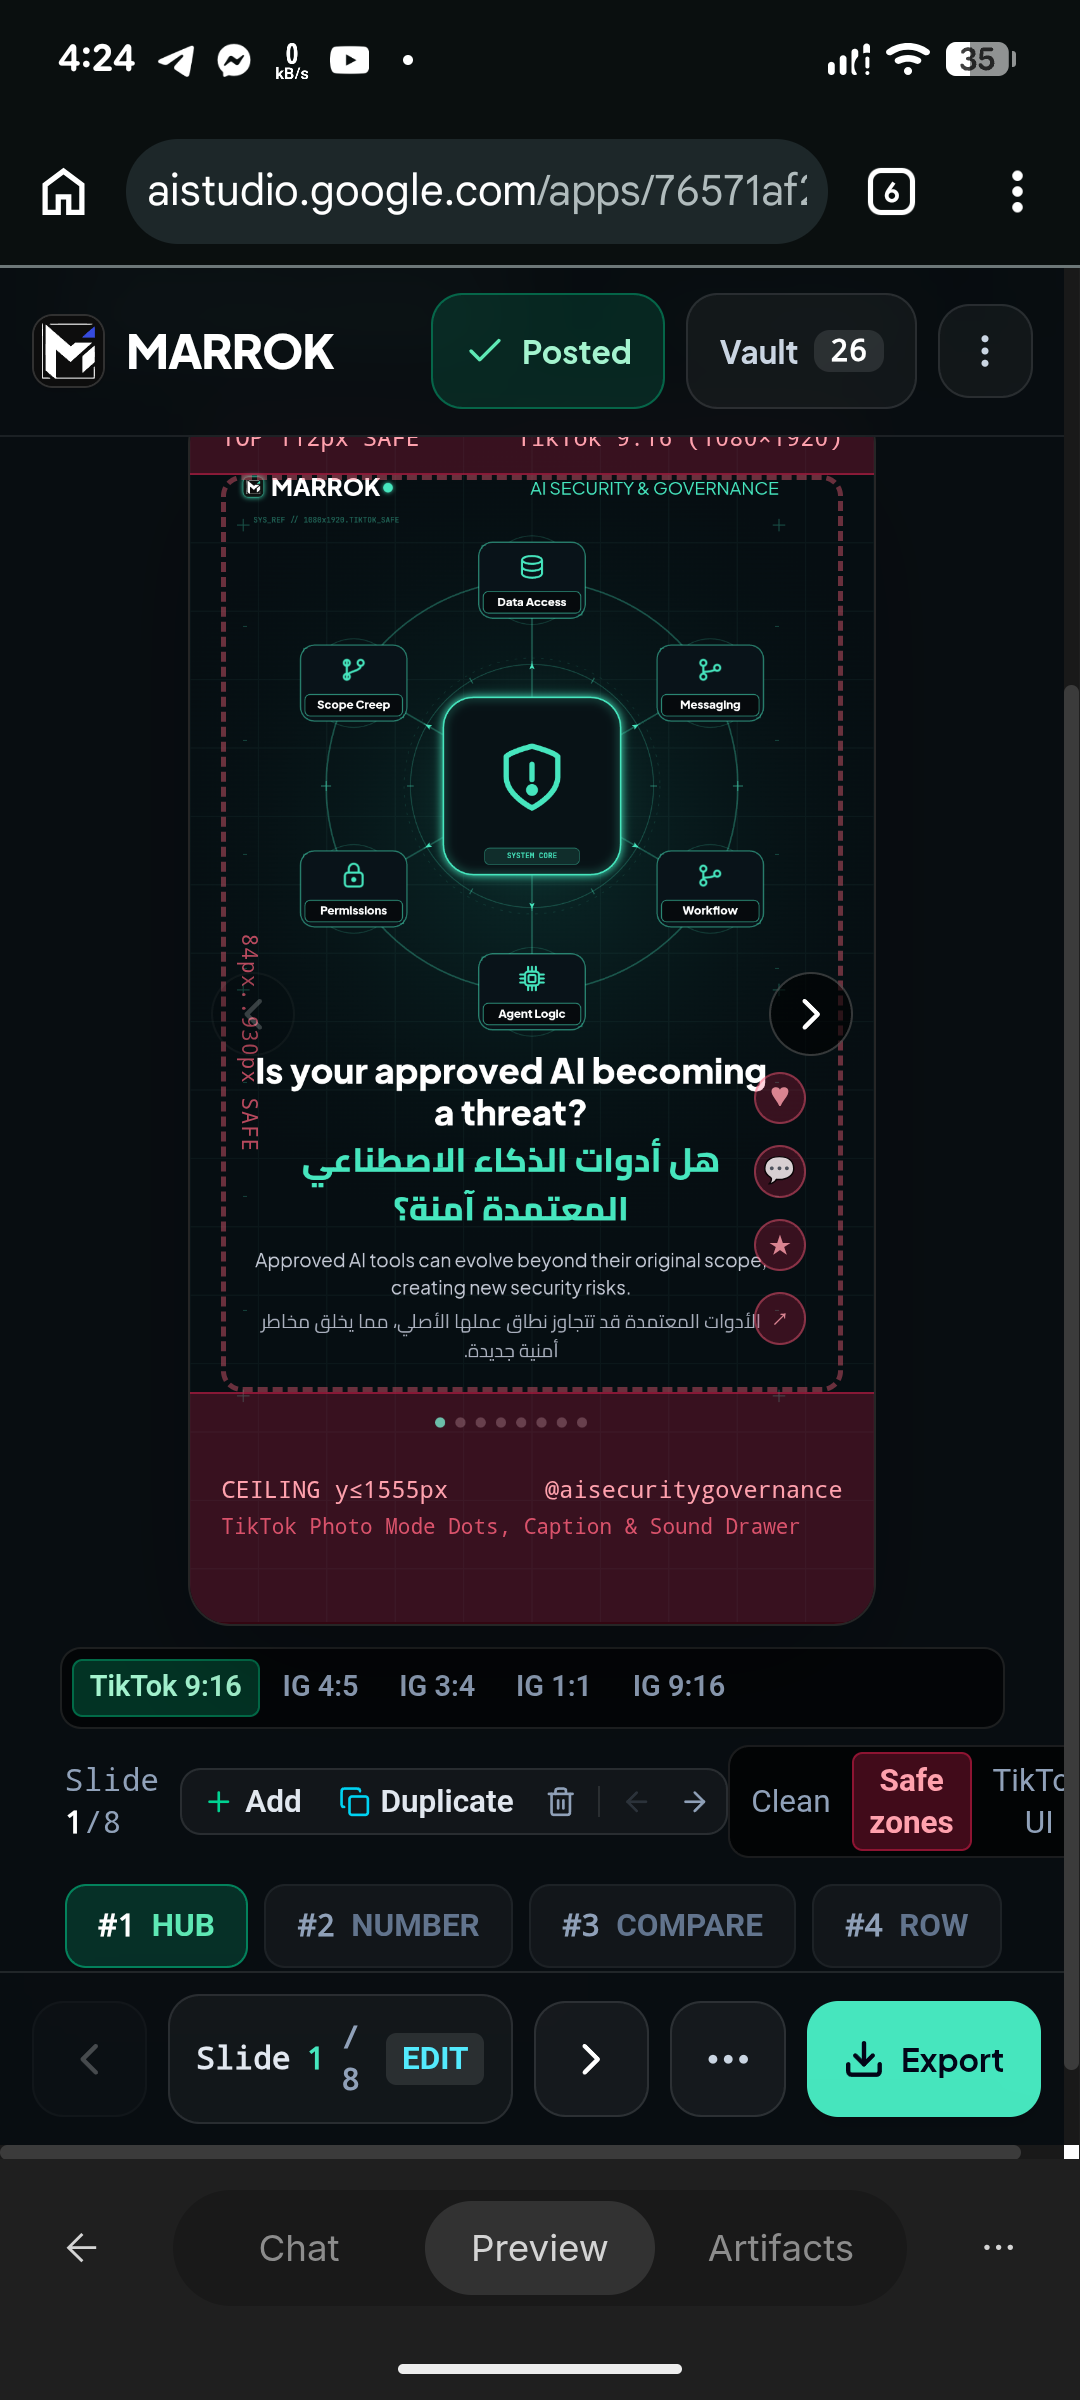 4:24
0
kB/s
35
aistudio.google.com/apps/76571af2
6
MARROK
Posted
Vault 26
TOP 112px SAFE
TikTok 9:16 (1080×1920)
MARROK
AI SECURITY & GOVERNANCE
SYS_REF // 1080x1920.TIKTOK_SAFE
Data Access
Scope Creep
Messaging
SYSTEM CORE
Permissions
Workflow
Agent Logic
84px..930px SAFE
Is your approved AI becoming
a threat?
هل أدوات الذكاء الاصطناعي
المعتمدة آمنة؟
Approved AI tools can evolve beyond their original scope,
creating new security risks.
الأدوات المعتمدة قد تتجاوز نطاق عملها الأصلي، مما يخلق مخاطر
أمنية جديدة.
CEILING y≤1555px
@aisecuritygovernance
TikTok Photo Mode Dots, Caption & Sound Drawer
TikTok 9:16
IG 4:5
IG 3:4
IG 1:1
IG 9:16
Slide
1/8
Add
Duplicate
Clean
Safe
zones
TikTo
UI
#1 HUB
#2 NUMBER
#3 COMPARE
#4 ROW
Slide 1 /
8
EDIT
Export
Chat
Preview
Artifacts